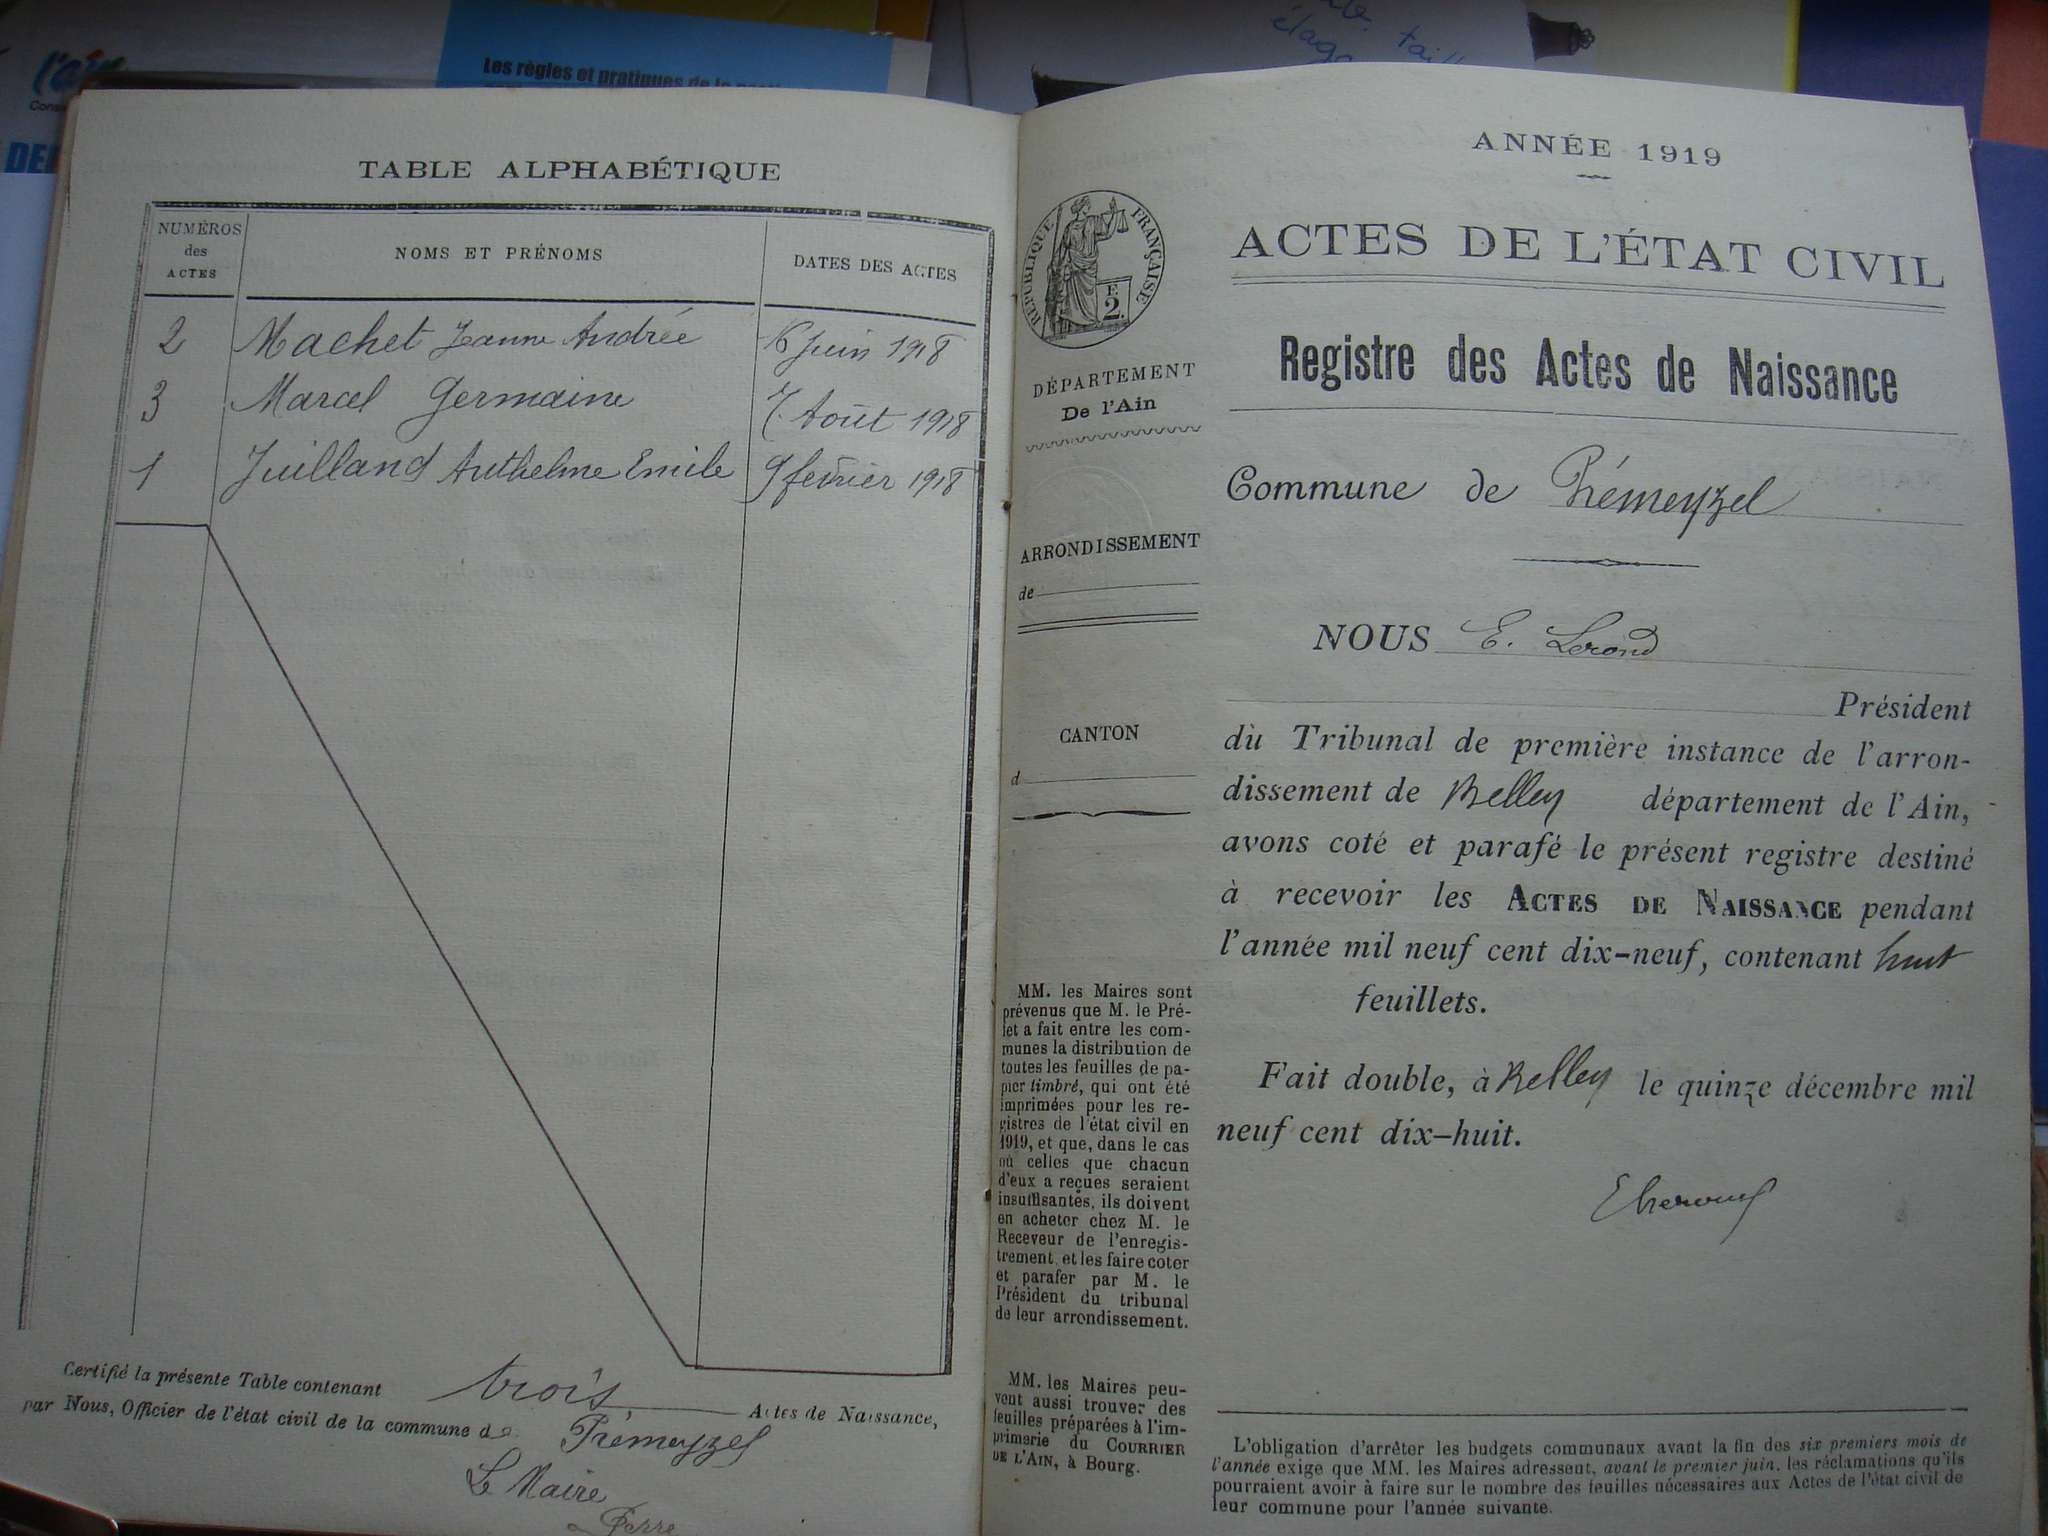 l'ain
Les règles et pratiques de la
taill
élag
TABLE ALPHABÉTIQUE
NUMÉROS
des
ACTES
NOMS ET PRÉNOMS
DATES DES ACTES
2 Machet Jeanne Andrée 16 Juin 1918
3 Marcel Germaine 7 Août 1918
1 Juilland Anthelme Emile 9 février 1918
Certifié la présente Table contenant trois Actes de Naissance,
par Nous, Officier de l'état civil de la commune de Prémeyzel
Le Maire
ANNÉE 1919
ACTES DE L'ÉTAT CIVIL
Registre des Actes de Naissance
RÉPUBLIQUE FRANÇAISE
E
2.
DÉPARTEMENT
De l'Ain
ARRONDISSEMENT
de
CANTON
d
MM. les Maires sont
prévenus que M. le Pré-
fet a fait entre les com-
munes la distribution de
toutes les feuilles de pa-
pier timbré, qui ont été
imprimées pour les re-
gistres de l'état civil en
1919, et que, dans le cas
où celles que chacun
d'eux a reçues seraient
insuffisantes, ils doivent
en acheter chez M. le
Receveur de l'enregis-
trement, et les faire coter
et parafer par M. le
Président du tribunal
de leur arrondissement.
MM. les Maires peu-
vent aussi trouver des
feuilles préparées à l'im-
primerie du COURRIER
DE L'AIN, à Bourg.
Commune de Prémeyzel
NOUS E. Lerond
Président
du Tribunal de première instance de l'arron-
dissement de Belley département de l'Ain,
avons coté et parafé le présent registre destiné
à recevoir les ACTES DE NAISSANCE pendant
l'année mil neuf cent dix-neuf, contenant huit
feuillets.
Fait double, à Belley le quinze décembre mil
neuf cent dix-huit.
L'obligation d'arrêter les budgets communaux avant la fin des six premiers mois de
l'année exige que MM. les Maires adressent, avant le premier juin, les réclamations qu'ils
pourraient avoir à faire sur le nombre des feuilles nécessaires aux Actes de l'état civil de
leur commune pour l'année suivante.